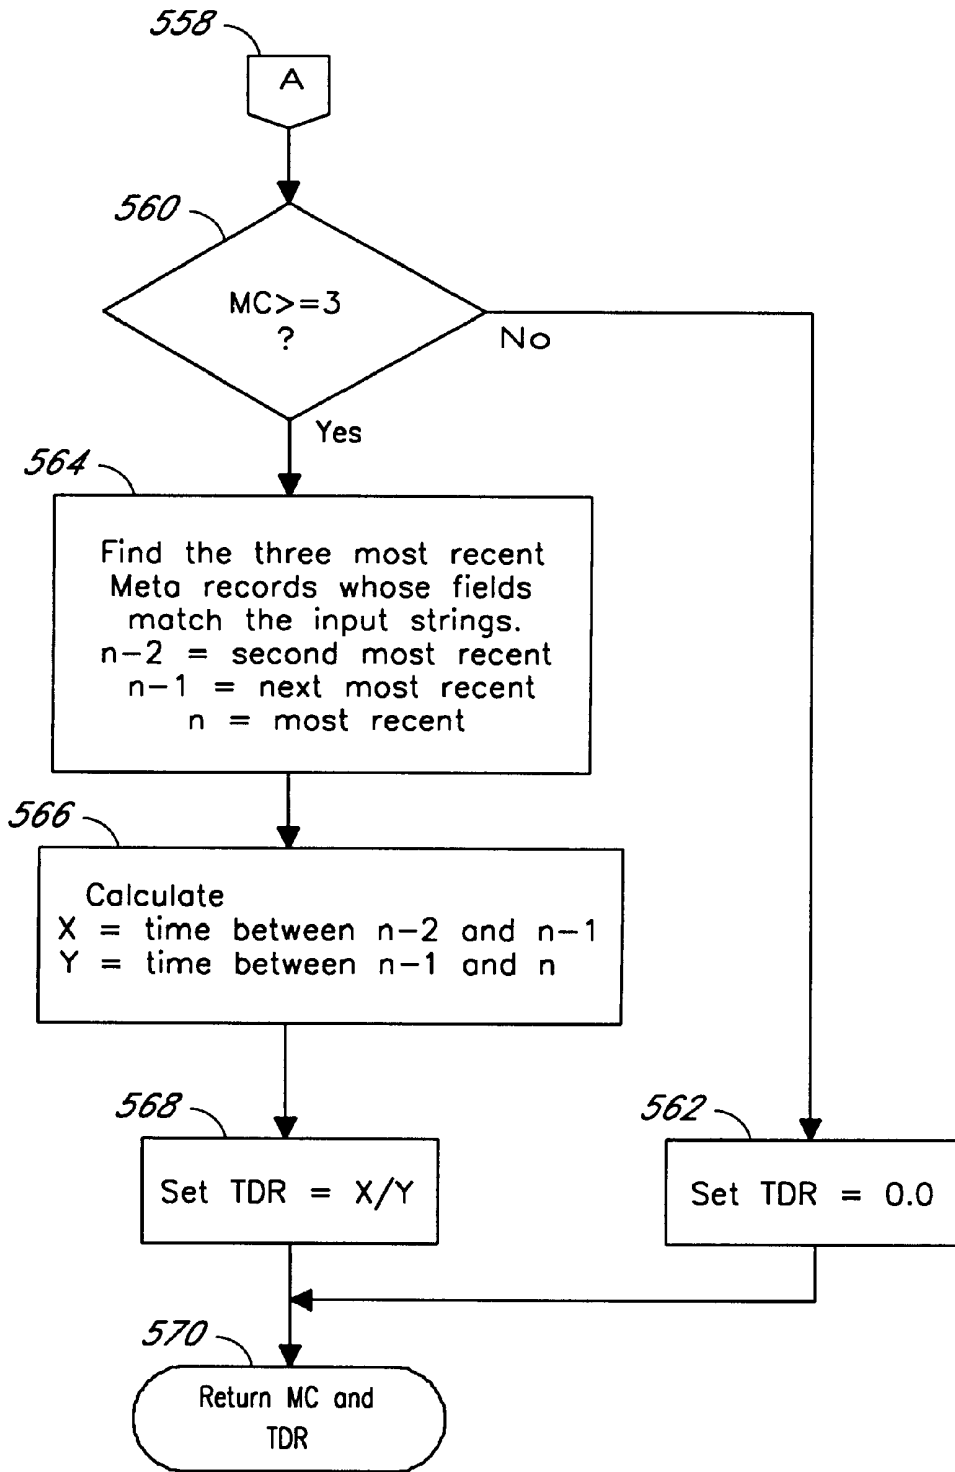 558
A
560
MC>=3
?
No
Yes
564
Find the three most recent
Meta records whose fields
match the input strings.
n-2 = second most recent
n-1 = next most recent
n = most recent
566
Calculate
X = time between n-2 and n-1
Y = time between n-1 and n
568
Set TDR = X/Y
562
Set TDR = 0.0
570
Return MC and
TDR